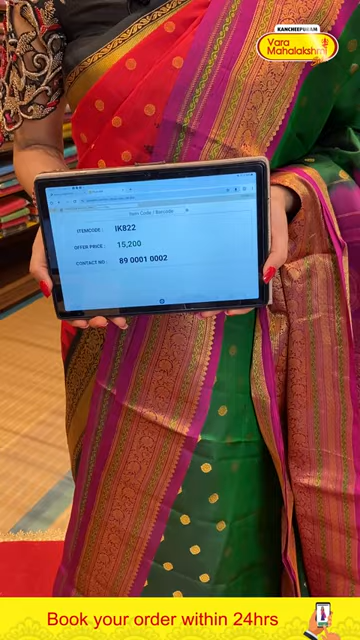 KANCHEEPURAM
Vara
Mahalakshmi
Item Code / Barcode
ITEMCODE : IK822
OFFER PRICE : 15,200
CONTACT NO : 89 0001 0002
Book your order within 24hrs